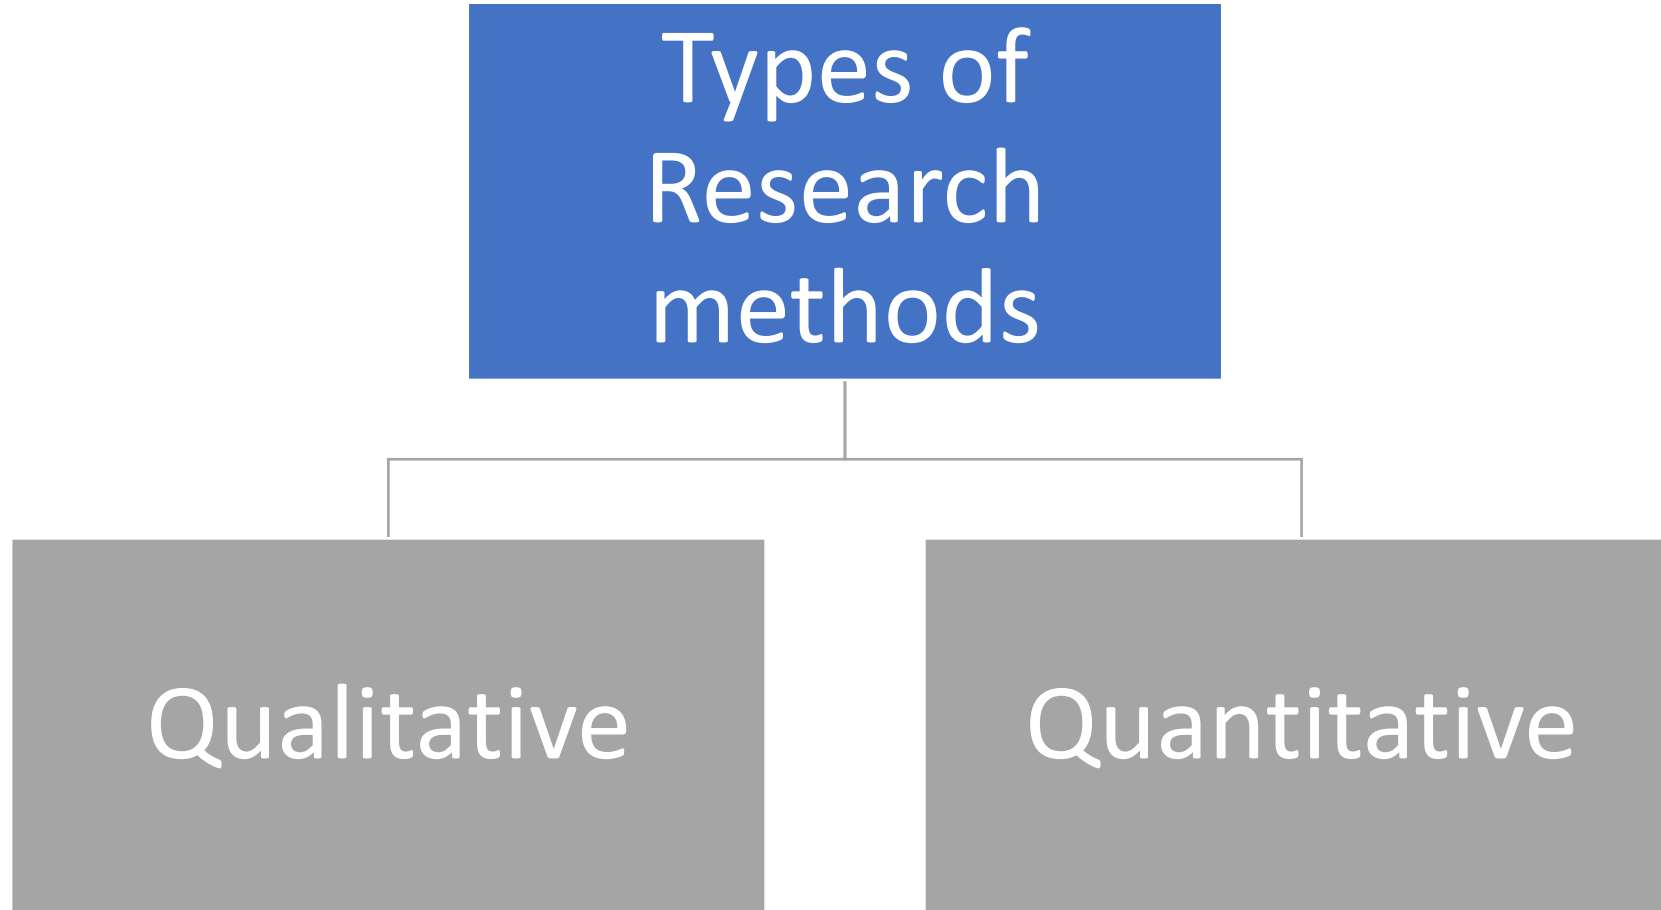 Types of
Research
methods
Qualitative
Quantitative